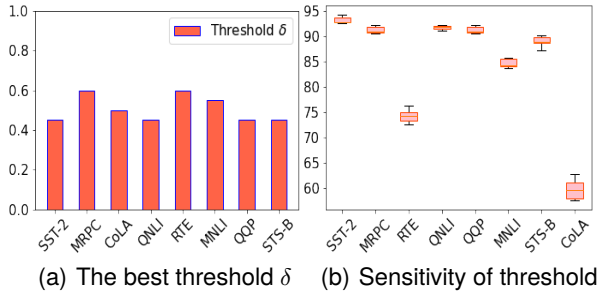 1.0
0.8
0.6
0.4
0.2
0.0
Threshold δ
SST-2
MRPC
CoLA
QNLI
RTE
MNLI
QQP
STS-B
(a) The best threshold δ
95
90
85
80
75
70
65
60
SST-2
MRPC
RTE
QNLI
QQP
MNLI
STS-B
CoLA
(b) Sensitivity of threshold